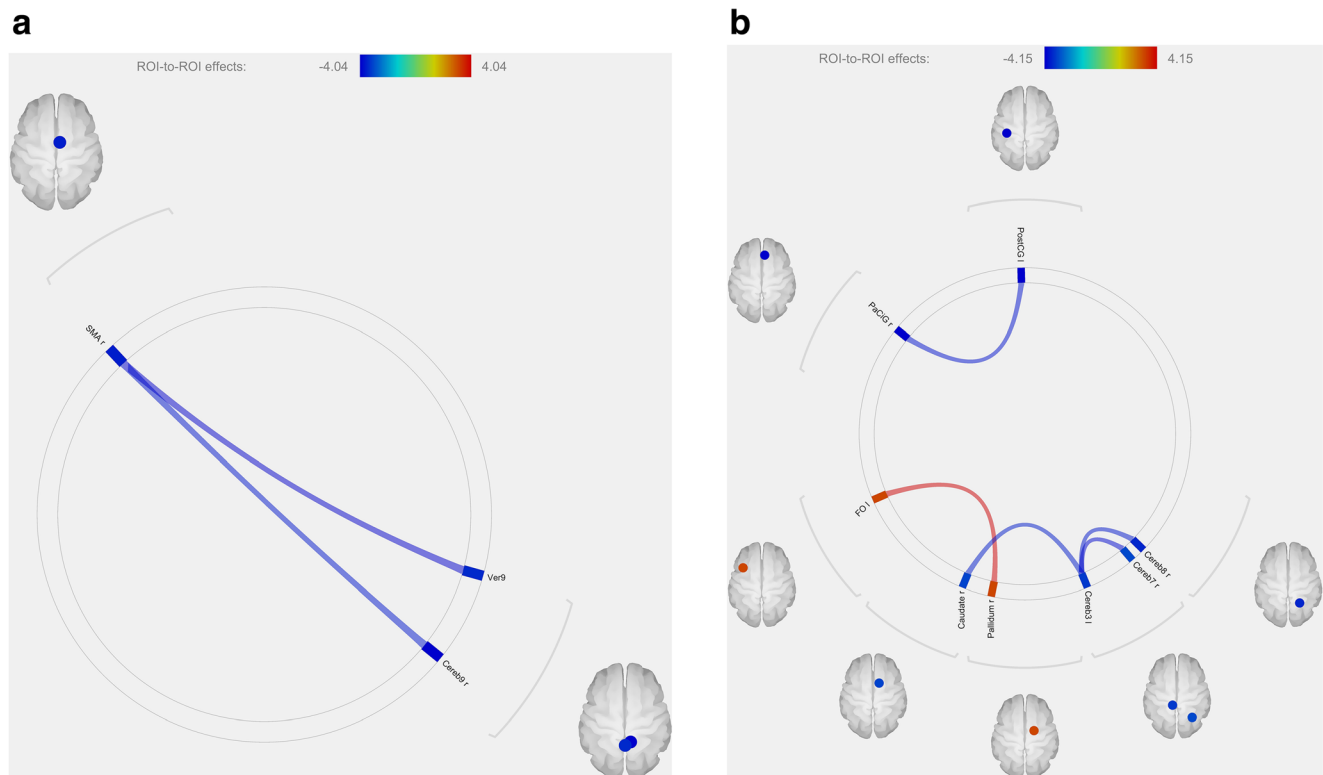 a
ROI-to-ROI effects: -4.04 4.04
SMA r
Ver9
Cereb9 r
b
ROI-to-ROI effects: -4.15 4.15
PostCG l
PaCiG r
FO l
Caudate r
Pallidum r
Cereb3 l
Cereb7 r
Cereb8 r